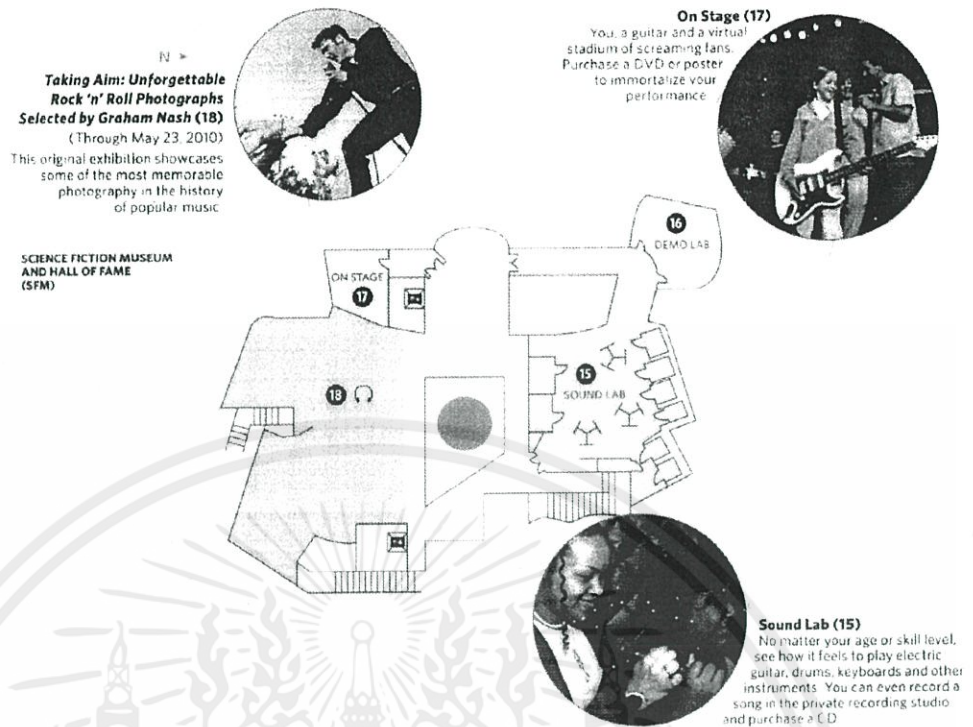 N
Taking Aim: Unforgettable
Rock 'n' Roll Photographs
Selected by Graham Nash (18)
(Through May 23, 2010)
This original exhibition showcases
some of the most memorable
photography in the history
of popular music
On Stage (17)
You, a guitar and a virtual
stadium of screaming fans.
Purchase a DVD or poster
to immortalize your
performance
SCIENCE FICTION MUSEUM
AND HALL OF FAME
(SFM)
16
DEMO LAB
ON STAGE
17
15
SOUND LAB
18
Sound Lab (15)
No matter your age or skill level,
see how it feels to play electric
guitar, drums, keyboards and other
instruments. You can even record a
song in the private recording studio
and purchase a CD